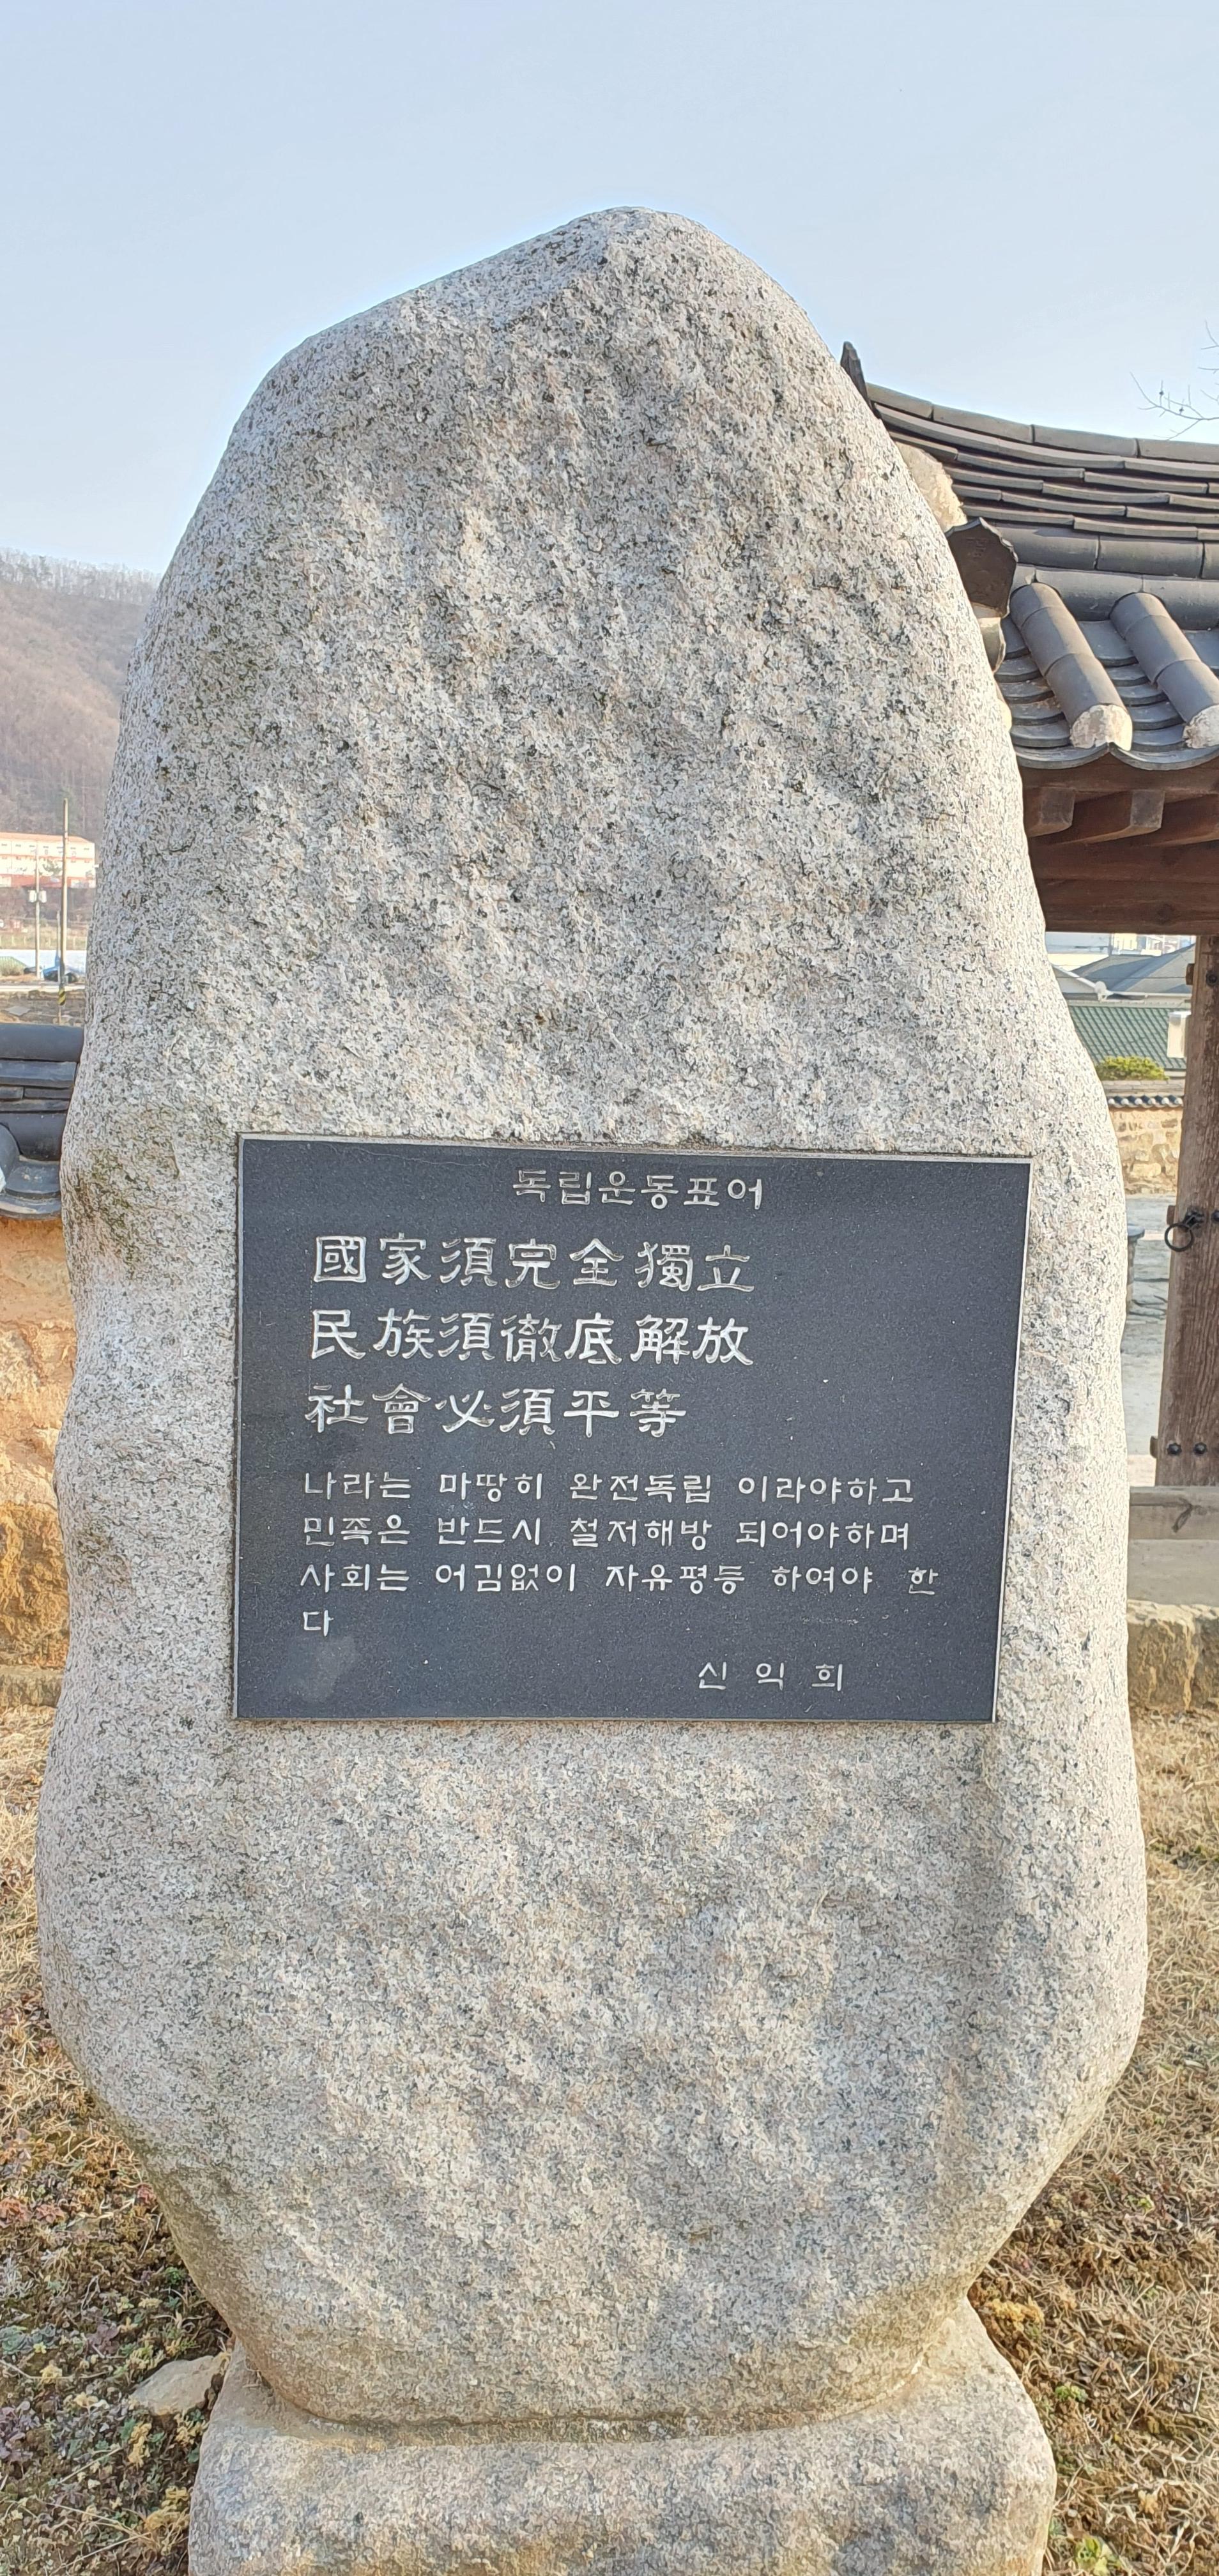 독립운동표어
國家須完全獨立
民族須徹底解放
社會必須平等
나라는 마땅히 완전독립 이라야하고
민족은 반드시 철저해방 되어야하며
사회는 어김없이 자유평등 하여야 한
다
신 익 희